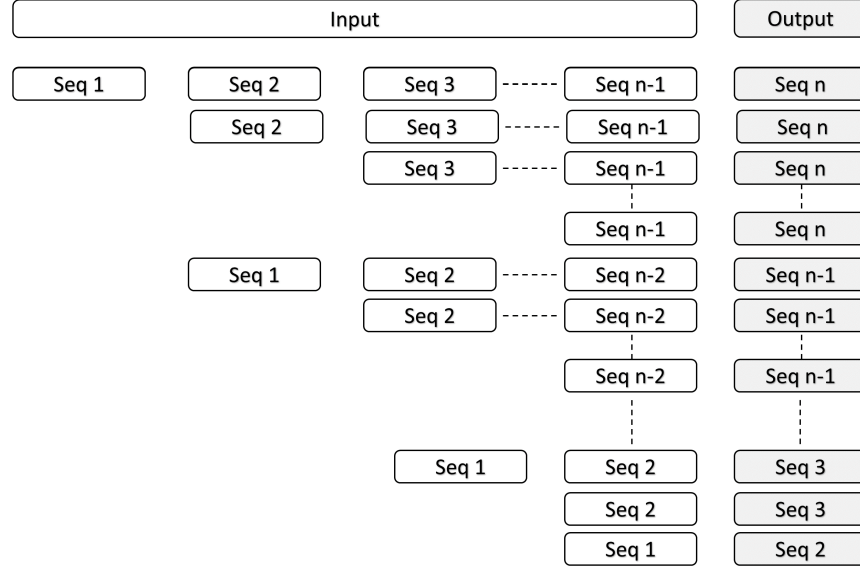 Input Output
Seq 1 Seq 2 Seq 3 Seq n-1 Seq n
Seq 2 Seq 3 Seq n-1 Seq n
Seq 3 Seq n-1 Seq n
Seq n-1 Seq n
Seq 1 Seq 2 Seq n-2 Seq n-1
Seq 2 Seq n-2 Seq n-1
Seq n-2 Seq n-1
Seq 1 Seq 2 Seq 3
Seq 2 Seq 3
Seq 1 Seq 2